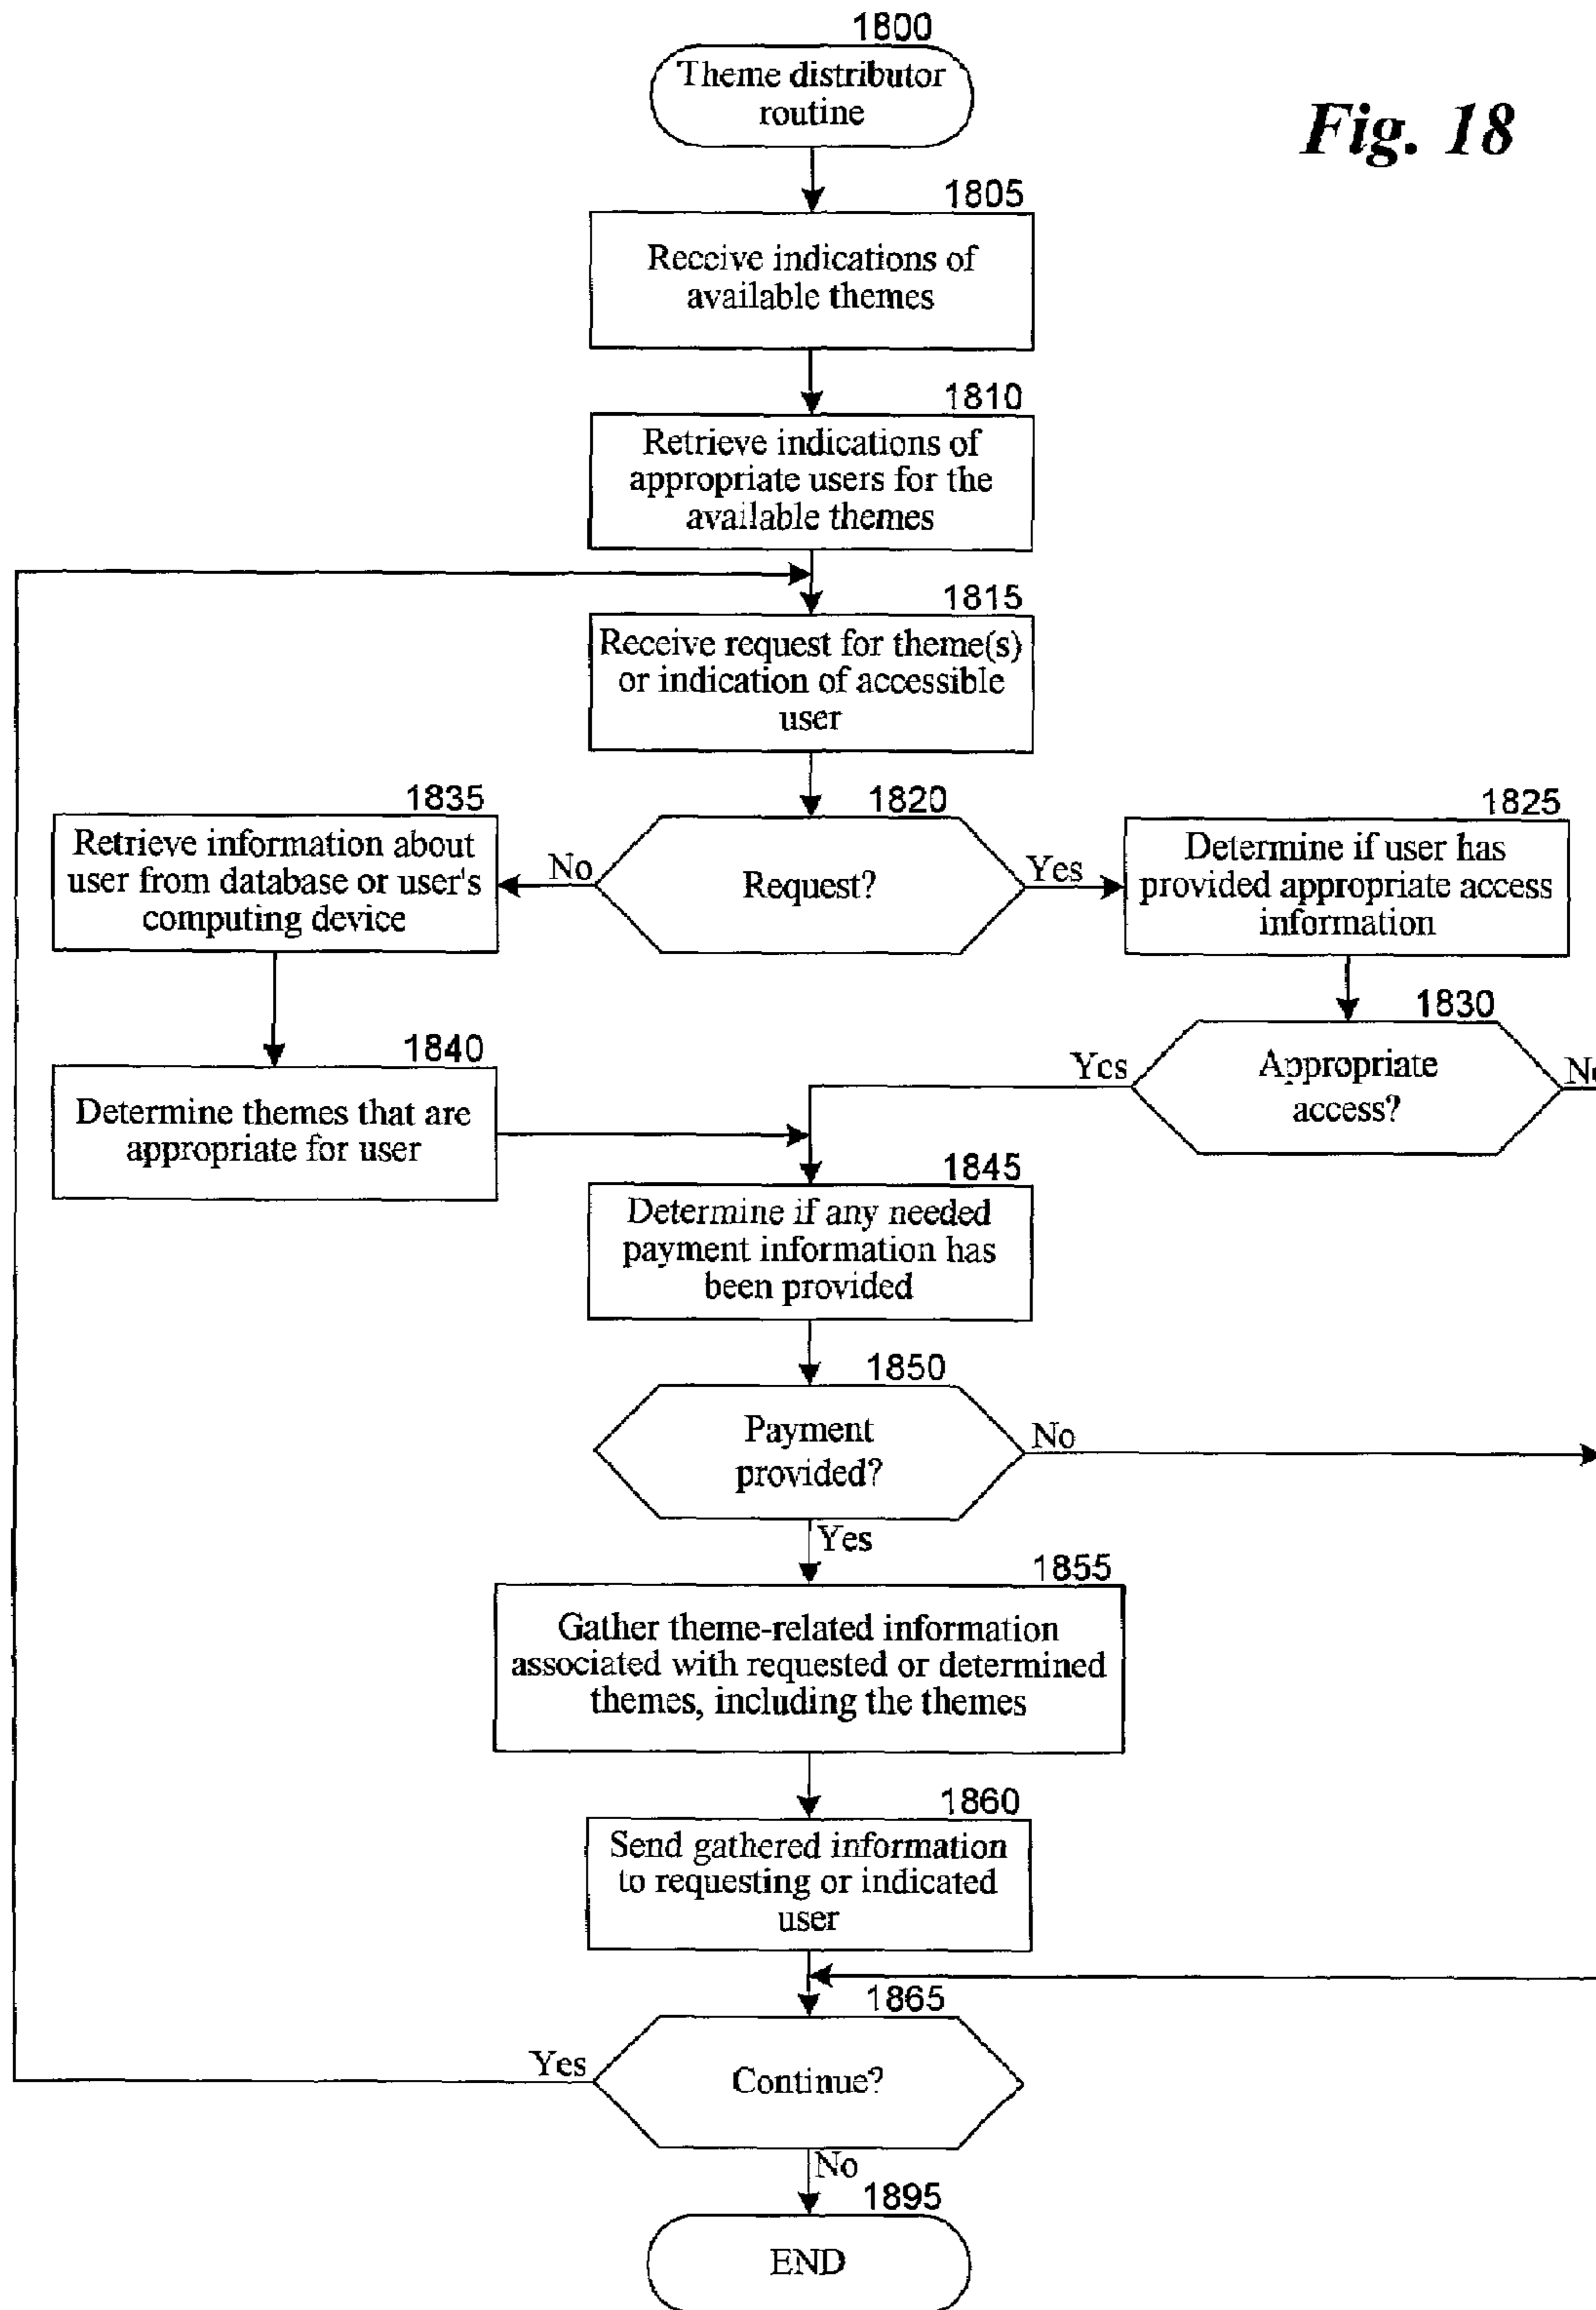 1800
Theme distributor
routine
Fig. 18
1805
Receive indications of
available themes
1810
Retrieve indications of
appropriate users for the
available themes
1815
Receive request for theme(s)
or indication of accessible
user
1820
Request?
No
Yes
1835
Retrieve information about
user from database or user's
computing device
1825
Determine if user has
provided appropriate access
information
1830
Appropriate
access?
Yes
1840
Determine themes that are
appropriate for user
1845
Determine if any needed
payment information has
been provided
1850
Payment
provided?
No
Yes
1855
Gather theme-related information
associated with requested or determined
themes, including the themes
1860
Send gathered information
to requesting or indicated
user
1865
Continue?
Yes
No
1895
END